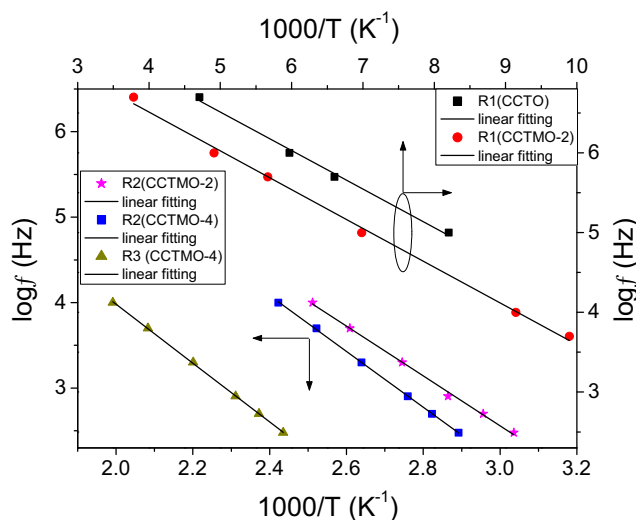 1000/T (K⁻¹)
3 4 5 6 7 8 9 10
R1(CCTO)
linear fitting
R1(CCTMO-2)
linear fitting
R2(CCTMO-2)
linear fitting
R2(CCTMO-4)
linear fitting
R3 (CCTMO-4)
linear fitting
logf (Hz)
6
5
4
3
logf (Hz)
6
5
4
3
2.0 2.2 2.4 2.6 2.8 3.0 3.2
1000/T (K⁻¹)